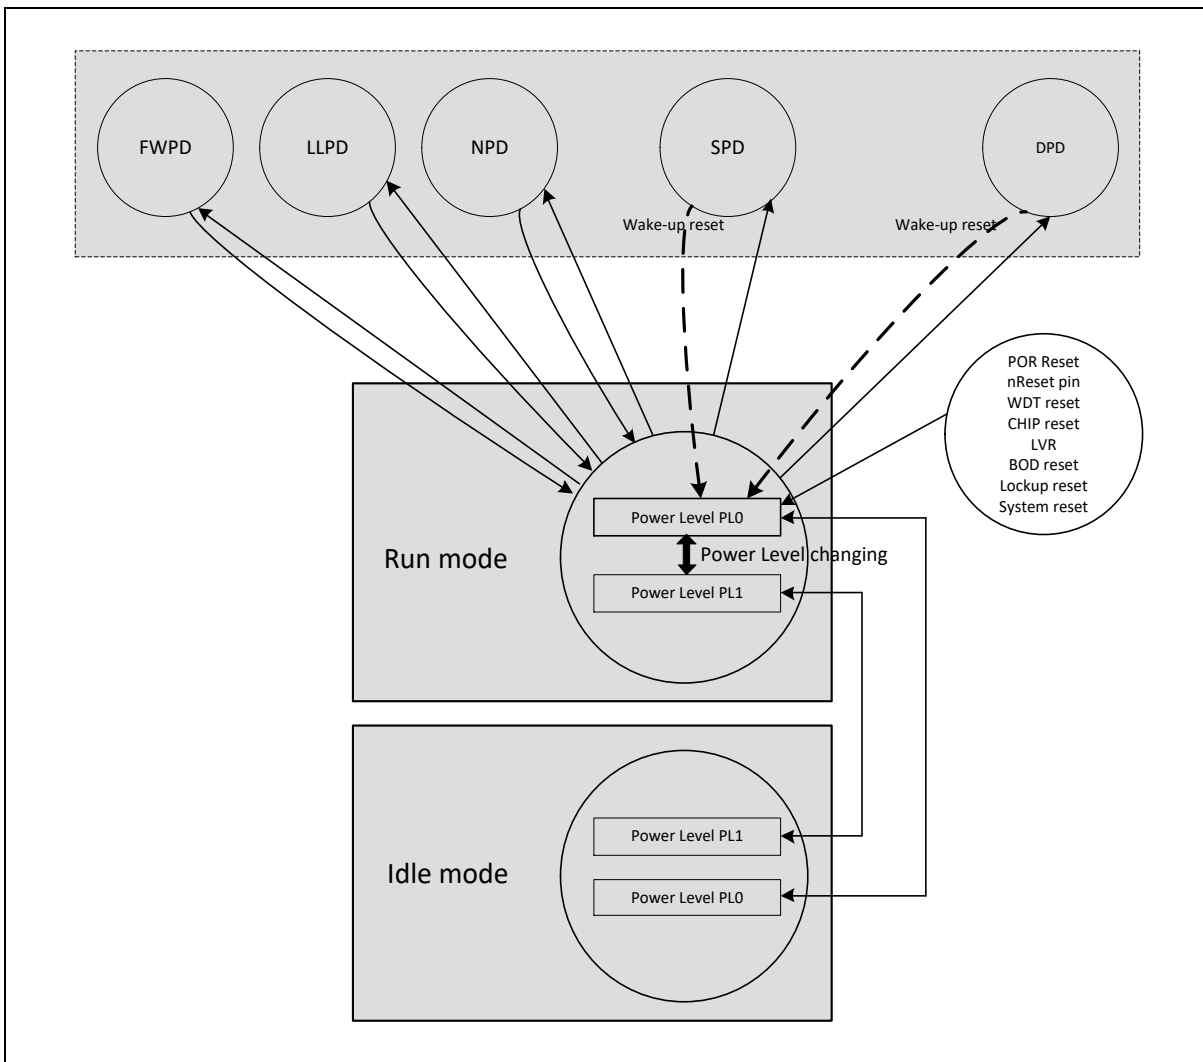 FWPD
LLPD
NPD
SPD
DPD
Wake-up reset
Wake-up reset
POR Reset
nReset pin
WDT reset
CHIP reset
LVR
BOD reset
Lockup reset
System reset
Power Level PL0
Run mode
Power Level changing
Power Level PL1
Power Level PL1
Idle mode
Power Level PL0